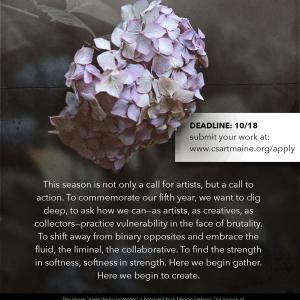 DEADLINE: 10/18
submit your work at:
www.csartmaine.org/apply
This season is not only a call for artists, but a call to
action. To commemorate our fifth year, we want to dig
deep, to ask how we can—as artists, as creatives, as
collectors—practice vulnerability in the face of brutality.
To shift away from binary opposites and embrace the
fluid, the liminal, the collaborative. To find the strength
in softness, softness in strength. Here we begin gather.
Here we begin to create.